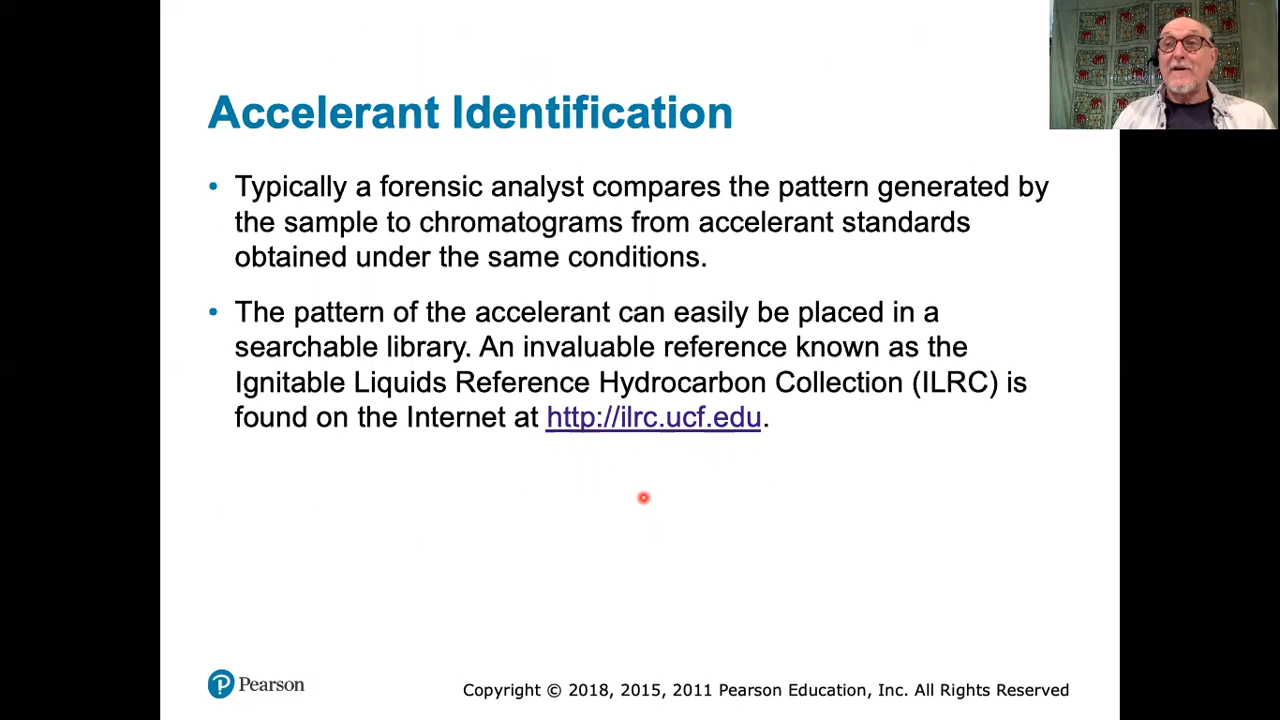 Accelerant Identification
• Typically a forensic analyst compares the pattern generated by
the sample to chromatograms from accelerant standards
obtained under the same conditions.
• The pattern of the accelerant can easily be placed in a
searchable library. An invaluable reference known as the
Ignitable Liquids Reference Hydrocarbon Collection (ILRC) is
found on the Internet at http://ilrc.ucf.edu.
Pearson
Copyright © 2018, 2015, 2011 Pearson Education, Inc. All Rights Reserved